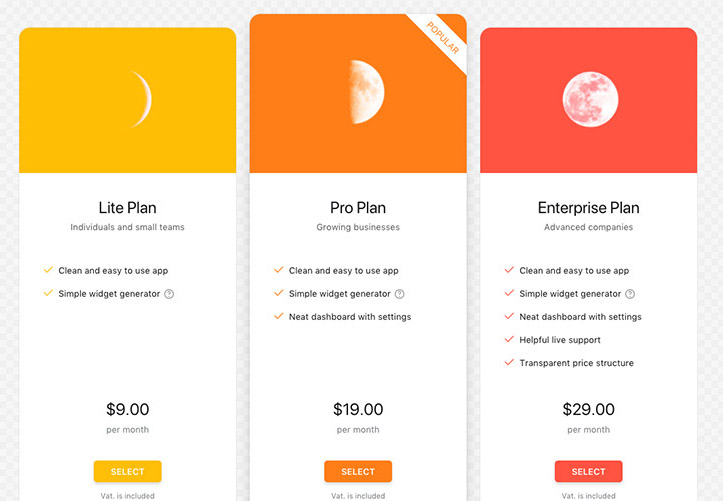 POPULAR
Lite Plan
Individuals and small teams
Clean and easy to use app
Simple widget generator ?
$9.00
per month
SELECT
Vat. is included
Pro Plan
Growing businesses
Clean and easy to use app
Simple widget generator ?
Neat dashboard with settings
$19.00
per month
SELECT
Vat. is included
Enterprise Plan
Advanced companies
Clean and easy to use app
Simple widget generator ?
Neat dashboard with settings
Helpful live support
Transparent price structure
$29.00
per month
SELECT
Vat. is included